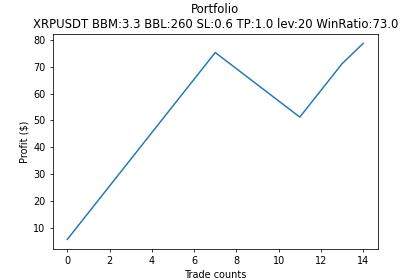 Portfolio
XRPUSDT BBM:3.3 BBL:260 SL:0.6 TP:1.0 lev:20 WinRatio:73.0
80
70
60
50
40
30
20
10
Profit ($)
0 2 4 6 8 10 12 14
Trade counts